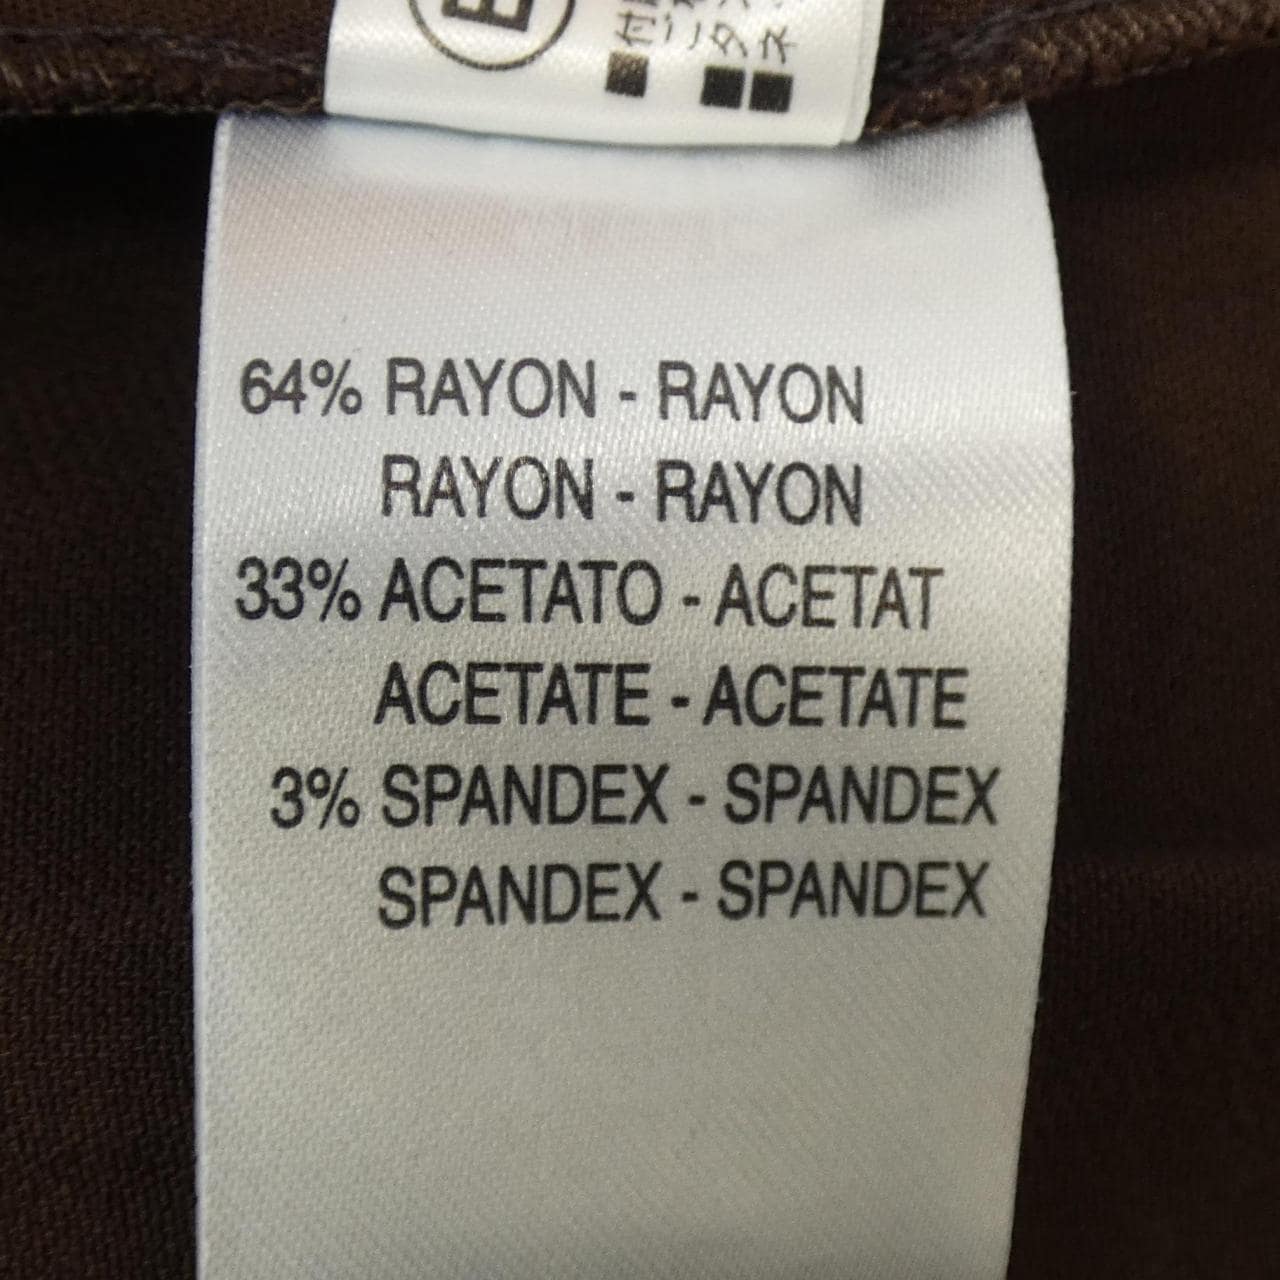 64% RAYON - RAYON
RAYON - RAYON
33% ACETATO - ACETAT
ACETATE - ACETATE
3% SPANDEX - SPANDEX
SPANDEX - SPANDEX